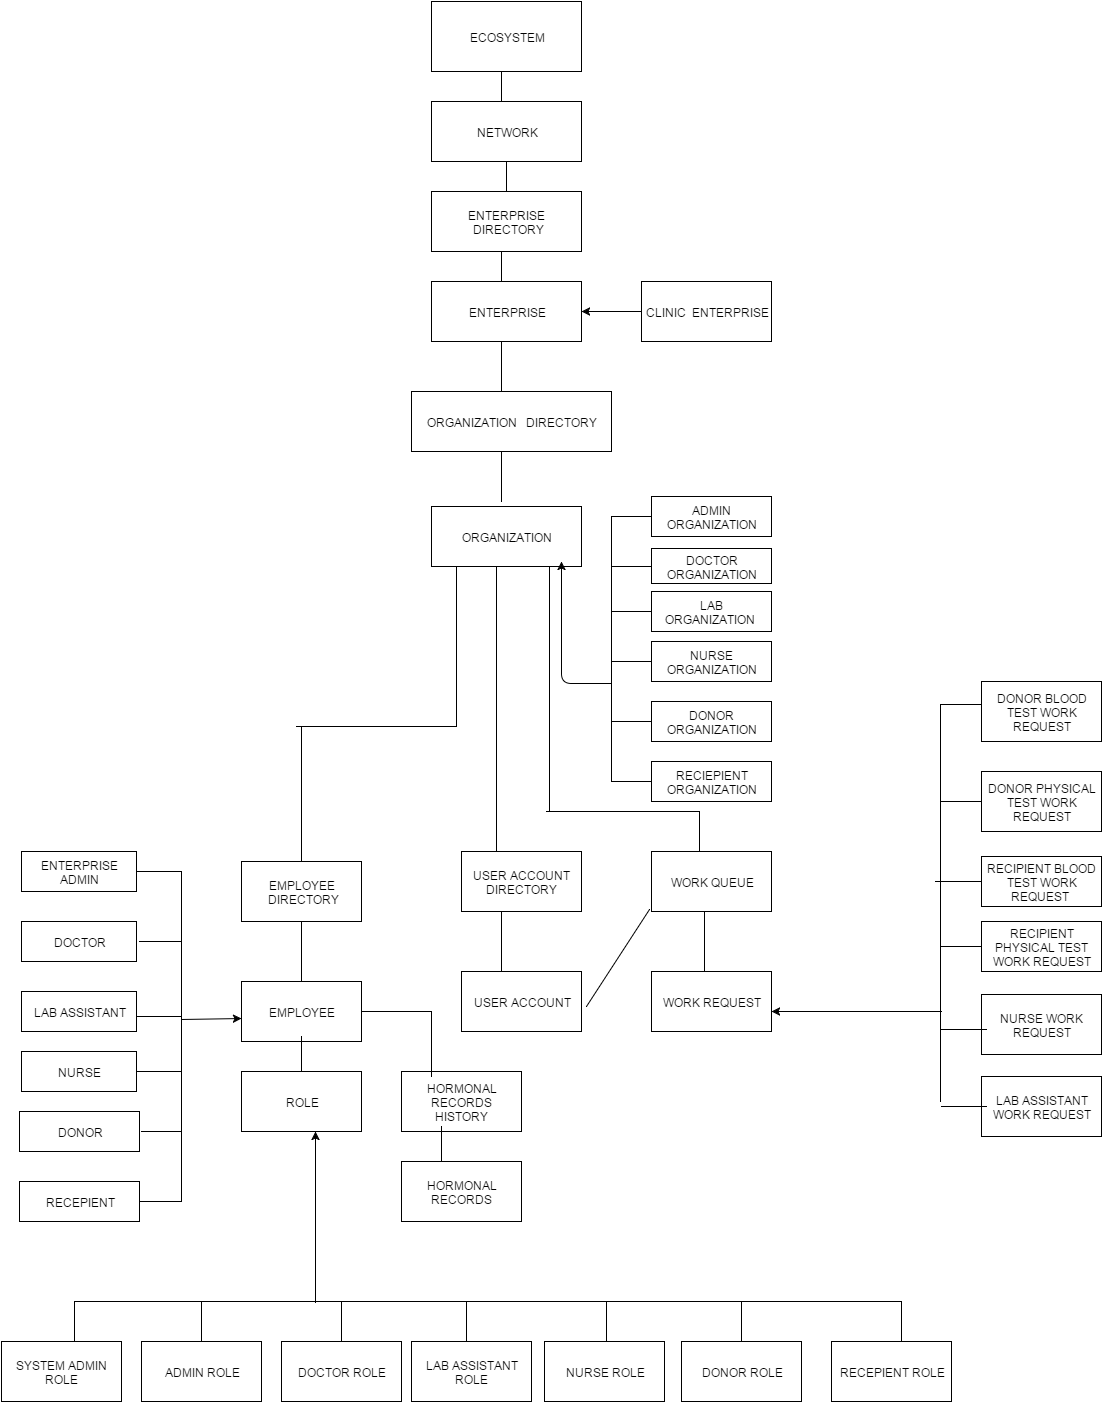 ECOSYSTEM
NETWORK
ENTERPRISE
DIRECTORY
ENTERPRISE
CLINIC ENTERPRISE
ORGANIZATION DIRECTORY
ORGANIZATION
ADMIN
ORGANIZATION
DOCTOR
ORGANIZATION
LAB
ORGANIZATION
NURSE
ORGANIZATION
DONOR
ORGANIZATION
RECIEPIENT
ORGANIZATION
DONOR BLOOD
TEST WORK
REQUEST
DONOR PHYSICAL
TEST WORK
REQUEST
RECIPIENT BLOOD
TEST WORK
REQUEST
RECIPIENT
PHYSICAL TEST
WORK REQUEST
NURSE WORK
REQUEST
LAB ASSISTANT
WORK REQUEST
ENTERPRISE
ADMIN
DOCTOR
LAB ASSISTANT
NURSE
DONOR
RECEPIENT
EMPLOYEE
DIRECTORY
EMPLOYEE
ROLE
USER ACCOUNT
DIRECTORY
USER ACCOUNT
WORK QUEUE
WORK REQUEST
HORMONAL
RECORDS
HISTORY
HORMONAL
RECORDS
SYSTEM ADMIN
ROLE
ADMIN ROLE
DOCTOR ROLE
LAB ASSISTANT
ROLE
NURSE ROLE
DONOR ROLE
RECEPIENT ROLE